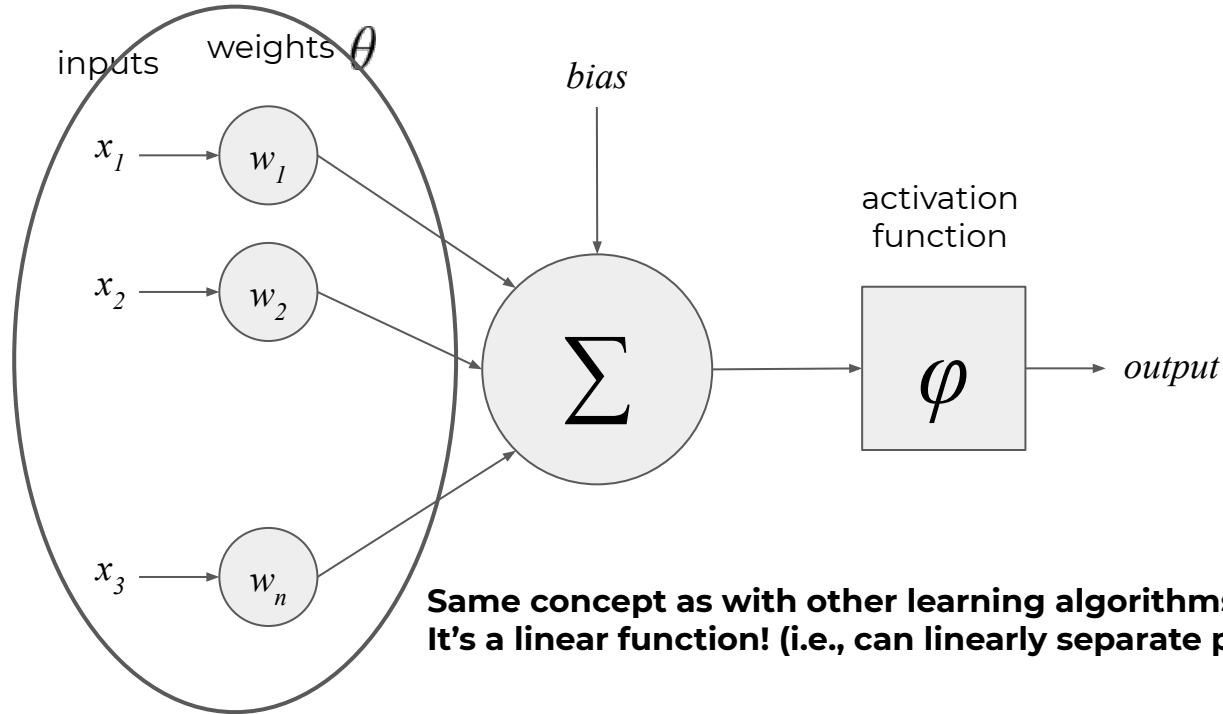 inputs
weights θ
bias
x1
w1
activation
function
x2
w2
∑
φ
output
x3
wn
Same concept as with other learning algorithms
It's a linear function! (i.e., can linearly separate